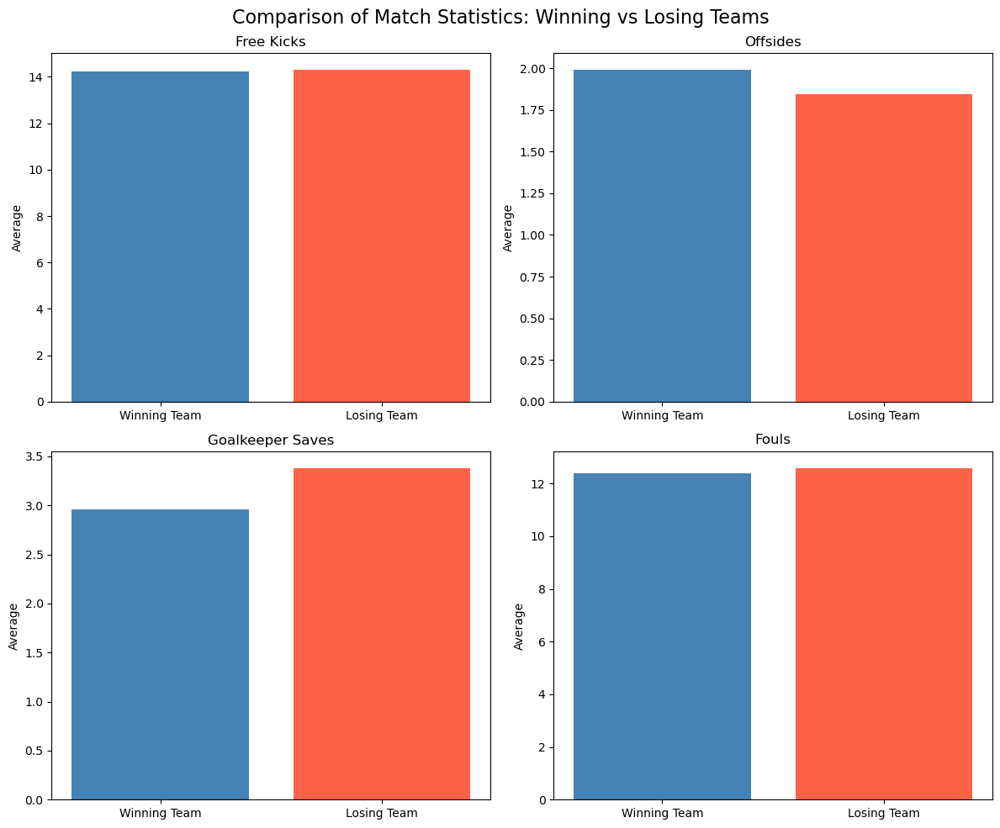 Comparison of Match Statistics: Winning vs Losing Teams
Free Kicks
Average
14
12
10
8
6
4
2
0
Winning Team Losing Team
Offsides
Average
2.00
1.75
1.50
1.25
1.00
0.75
0.50
0.25
0.00
Winning Team Losing Team
Goalkeeper Saves
Average
3.5
3.0
2.5
2.0
1.5
1.0
0.5
0.0
Winning Team Losing Team
Fouls
Average
12
10
8
6
4
2
0
Winning Team Losing Team